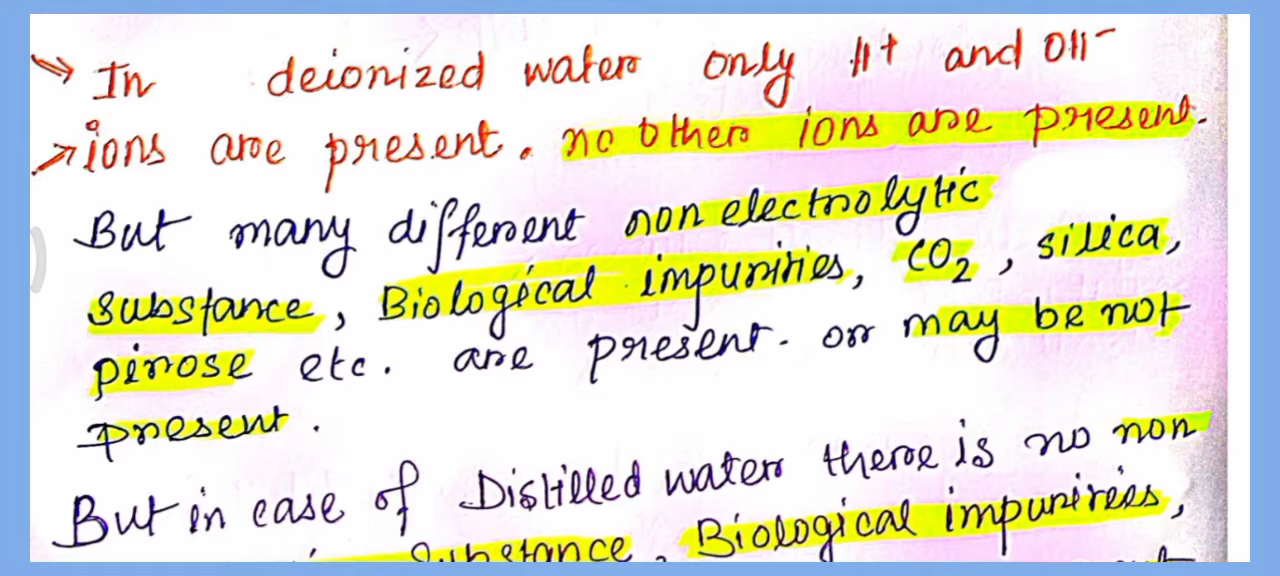 In deionized water only H+ and OH-
ions are present. no other ions are present.
But many different non electrolytic
substance, Biological impurities, CO2, silica,
pirose etc. are present. or may be not
present.
But in case of Distilled water there is no non
Substance, Biological impurities,